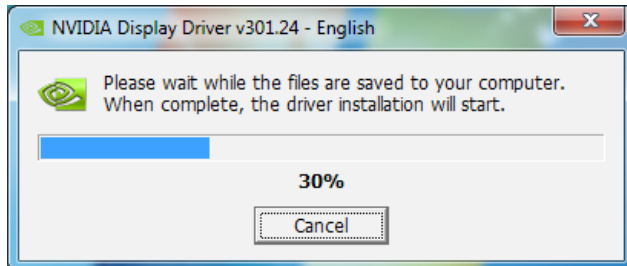 NVIDIA Display Driver v301.24 - English
Please wait while the files are saved to your computer.
When complete, the driver installation will start.
30%
Cancel